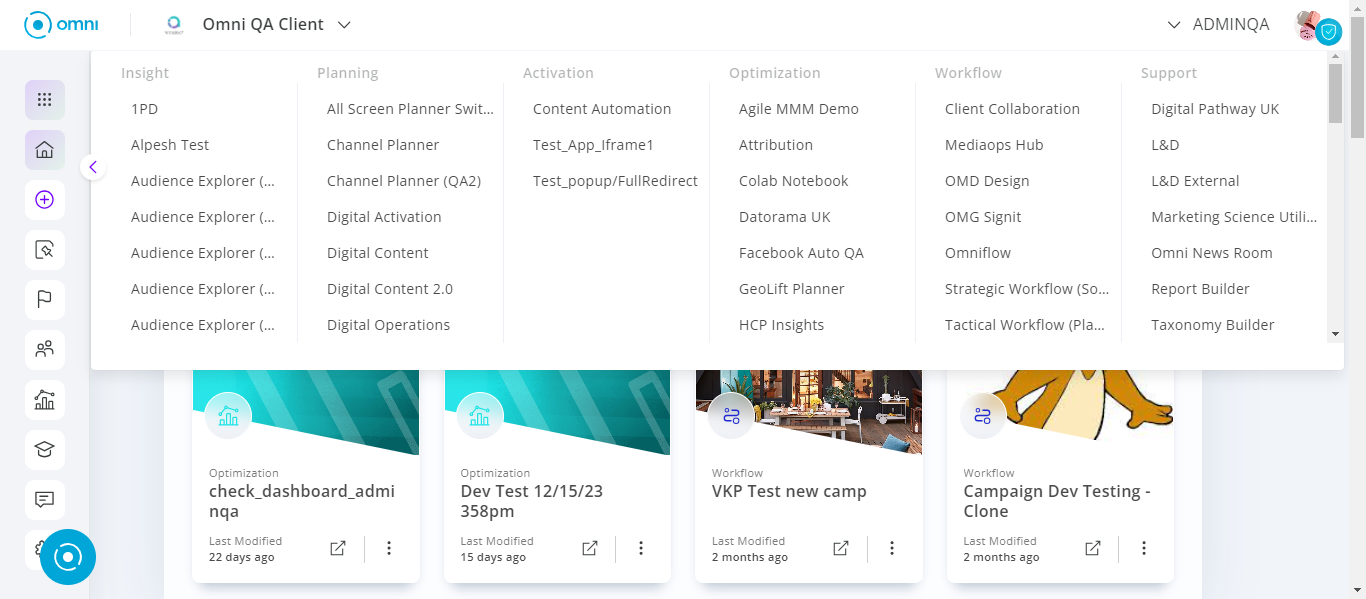 omni
Omni QA Client
ADMINQA
Insight
1PD
Alpesh Test
Audience Explorer (...
Audience Explorer (...
Audience Explorer (...
Audience Explorer (...
Audience Explorer (...
Planning
All Screen Planner Swit...
Channel Planner
Channel Planner (QA2)
Digital Activation
Digital Content
Digital Content 2.0
Digital Operations
Activation
Content Automation
Test_App_Iframe1
Test_popup/FullRedirect
Optimization
Agile MMM Demo
Attribution
Colab Notebook
Datorama UK
Facebook Auto QA
GeoLift Planner
HCP Insights
Workflow
Client Collaboration
Mediaops Hub
OMD Design
OMG Signit
Omniflow
Strategic Workflow (So...
Tactical Workflow (Pla...
Support
Digital Pathway UK
L&D
L&D External
Marketing Science Utili...
Omni News Room
Report Builder
Taxonomy Builder
Optimization
check_dashboard_admi
nqa
Last Modified
22 days ago
Optimization
Dev Test 12/15/23
358pm
Last Modified
15 days ago
Workflow
VKP Test new camp
Last Modified
2 months ago
Workflow
Campaign Dev Testing -
Clone
Last Modified
2 months ago